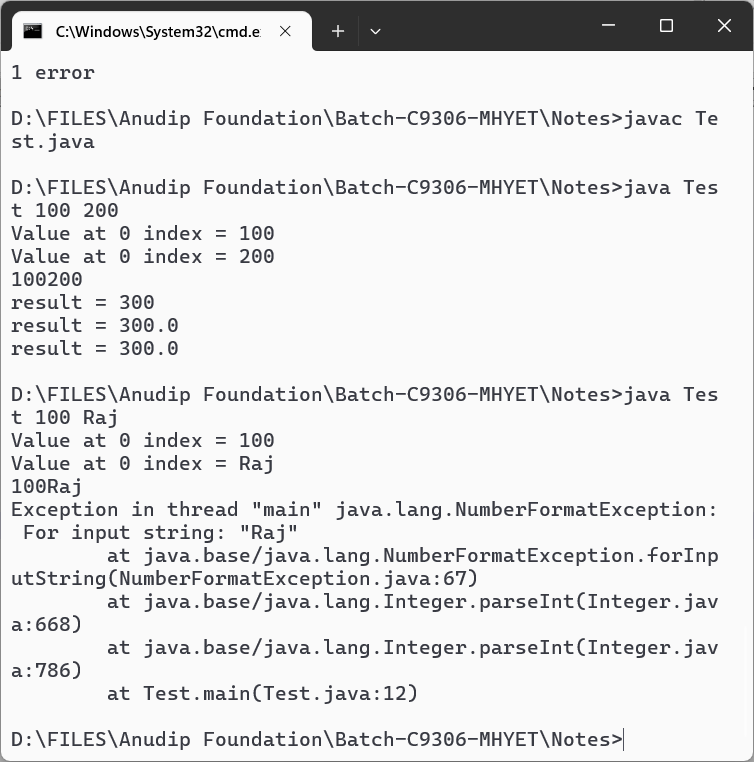 C:\Windows\System32\cmd.e
1 error
D:\FILES\Anudip Foundation\Batch-C9306-MHYET\Notes>javac Te
st.java
D:\FILES\Anudip Foundation\Batch-C9306-MHYET\Notes>java Tes
t 100 200
Value at 0 index = 100
Value at 0 index = 200
100200
result = 300
result = 300.0
result = 300.0
D:\FILES\Anudip Foundation\Batch-C9306-MHYET\Notes>java Tes
t 100 Raj
Value at 0 index = 100
Value at 0 index = Raj
100Raj
Exception in thread "main" java.lang.NumberFormatException:
 For input string: "Raj"
        at java.base/java.lang.NumberFormatException.forInp
utString(NumberFormatException.java:67)
        at java.base/java.lang.Integer.parseInt(Integer.jav
a:668)
        at java.base/java.lang.Integer.parseInt(Integer.jav
a:786)
        at Test.main(Test.java:12)
D:\FILES\Anudip Foundation\Batch-C9306-MHYET\Notes>